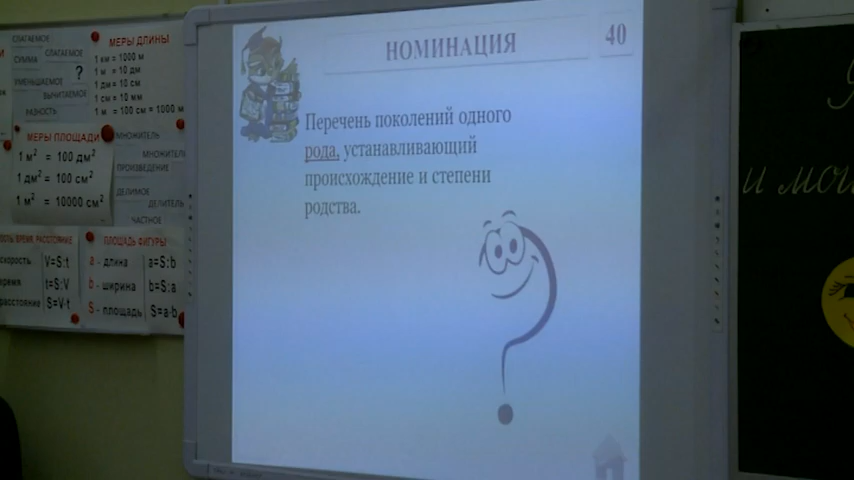 НОМИНАЦИЯ
40
Перечень поколений одного
рода, устанавливающий
происхождение и степени
родства.
СЛАГАЕМОЕ
СЛАГАЕМОЕ
СУММА
?
УМЕНЬШАЕМОЕ
ВЫЧИТАЕМОЕ
РАЗНОСТЬ
МЕРЫ ДЛИНЫ
1 км = 1000 м
1 м = 10 дм
1 дм = 10 см
1 см = 10 мм
1 м = 100 см = 1000 м
МЕРЫ ПЛОЩАДИ
1 м² = 100 дм²
1 дм² = 100 см²
1 м² = 10000 см²
МНОЖИТЕЛЬ
МНОЖИТЕЛЬ
ПРОИЗВЕДЕНИЕ
ДЕЛИМОЕ
ДЕЛИТЕЛЬ
ЧАСТНОЕ
ВРЕМЯ РАССТОЯНИЕ
скорость V=S:t
время t=S:V
расстояние S=V·t
ПЛОЩАДЬ ФИГУРЫ
a - длина a=S:b
b - ширина b=S:a
S - площадь S=a·b
Я
и мои